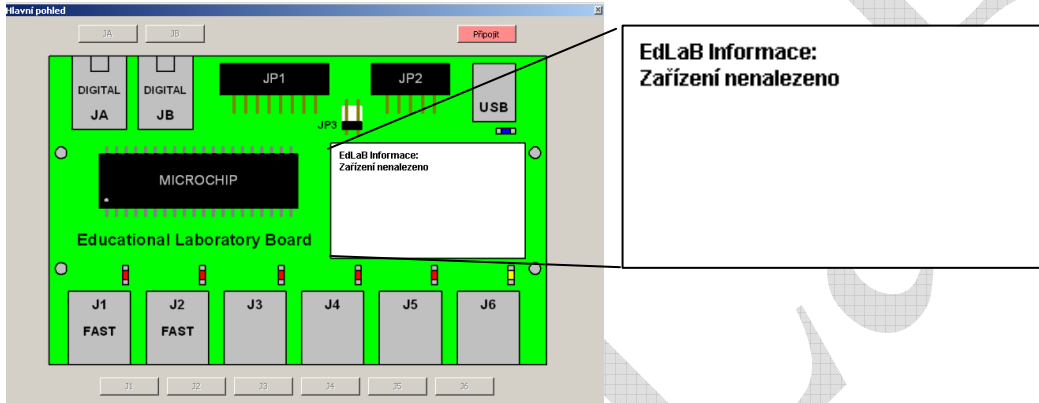 Hlavní pohled
JA JB Připojit
DIGITAL DIGITAL JP1 JP2
JA JB USB
JP3
EdLaB Informace:
Zařízení nenalezeno
MICROCHIP
Educational Laboratory Board
J1 J2 J3 J4 J5 J6
FAST FAST
J1 J2 J3 J4 J5 J6
EdLaB Informace:
Zařízení nenalezeno